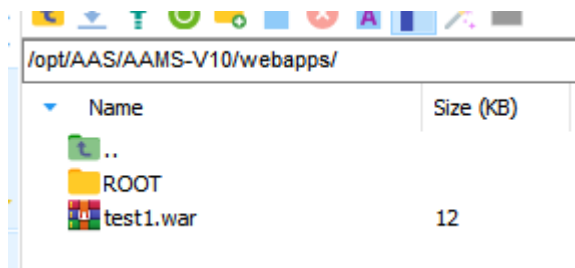 /opt/AAS/AAMS-V10/webapps/
Name Size (KB)
..
ROOT
test1.war 12